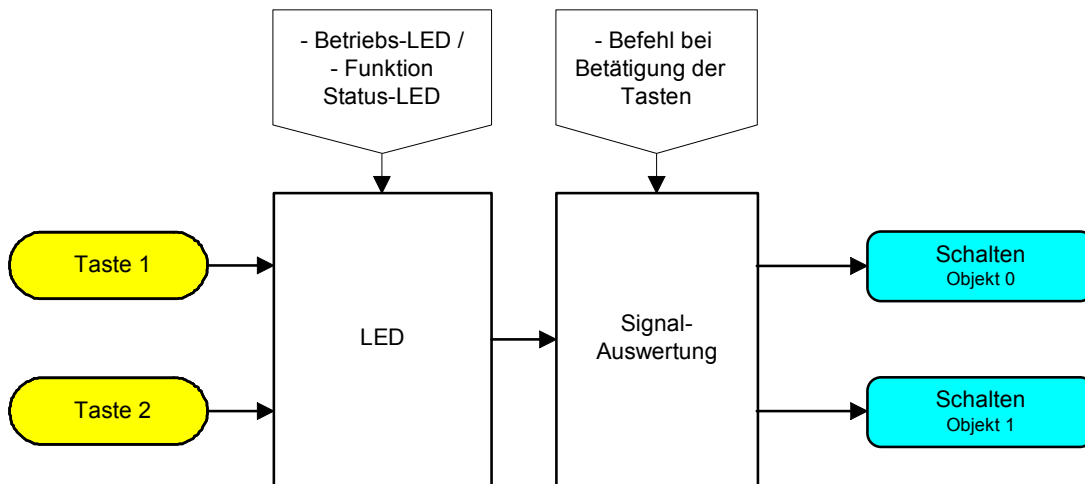 - Betriebs-LED /
- Funktion
Status-LED
- Befehl bei
Betätigung der
Tasten
Taste 1
Schalten
Objekt 0
LED
Signal-
Auswertung
Taste 2
Schalten
Objekt 1